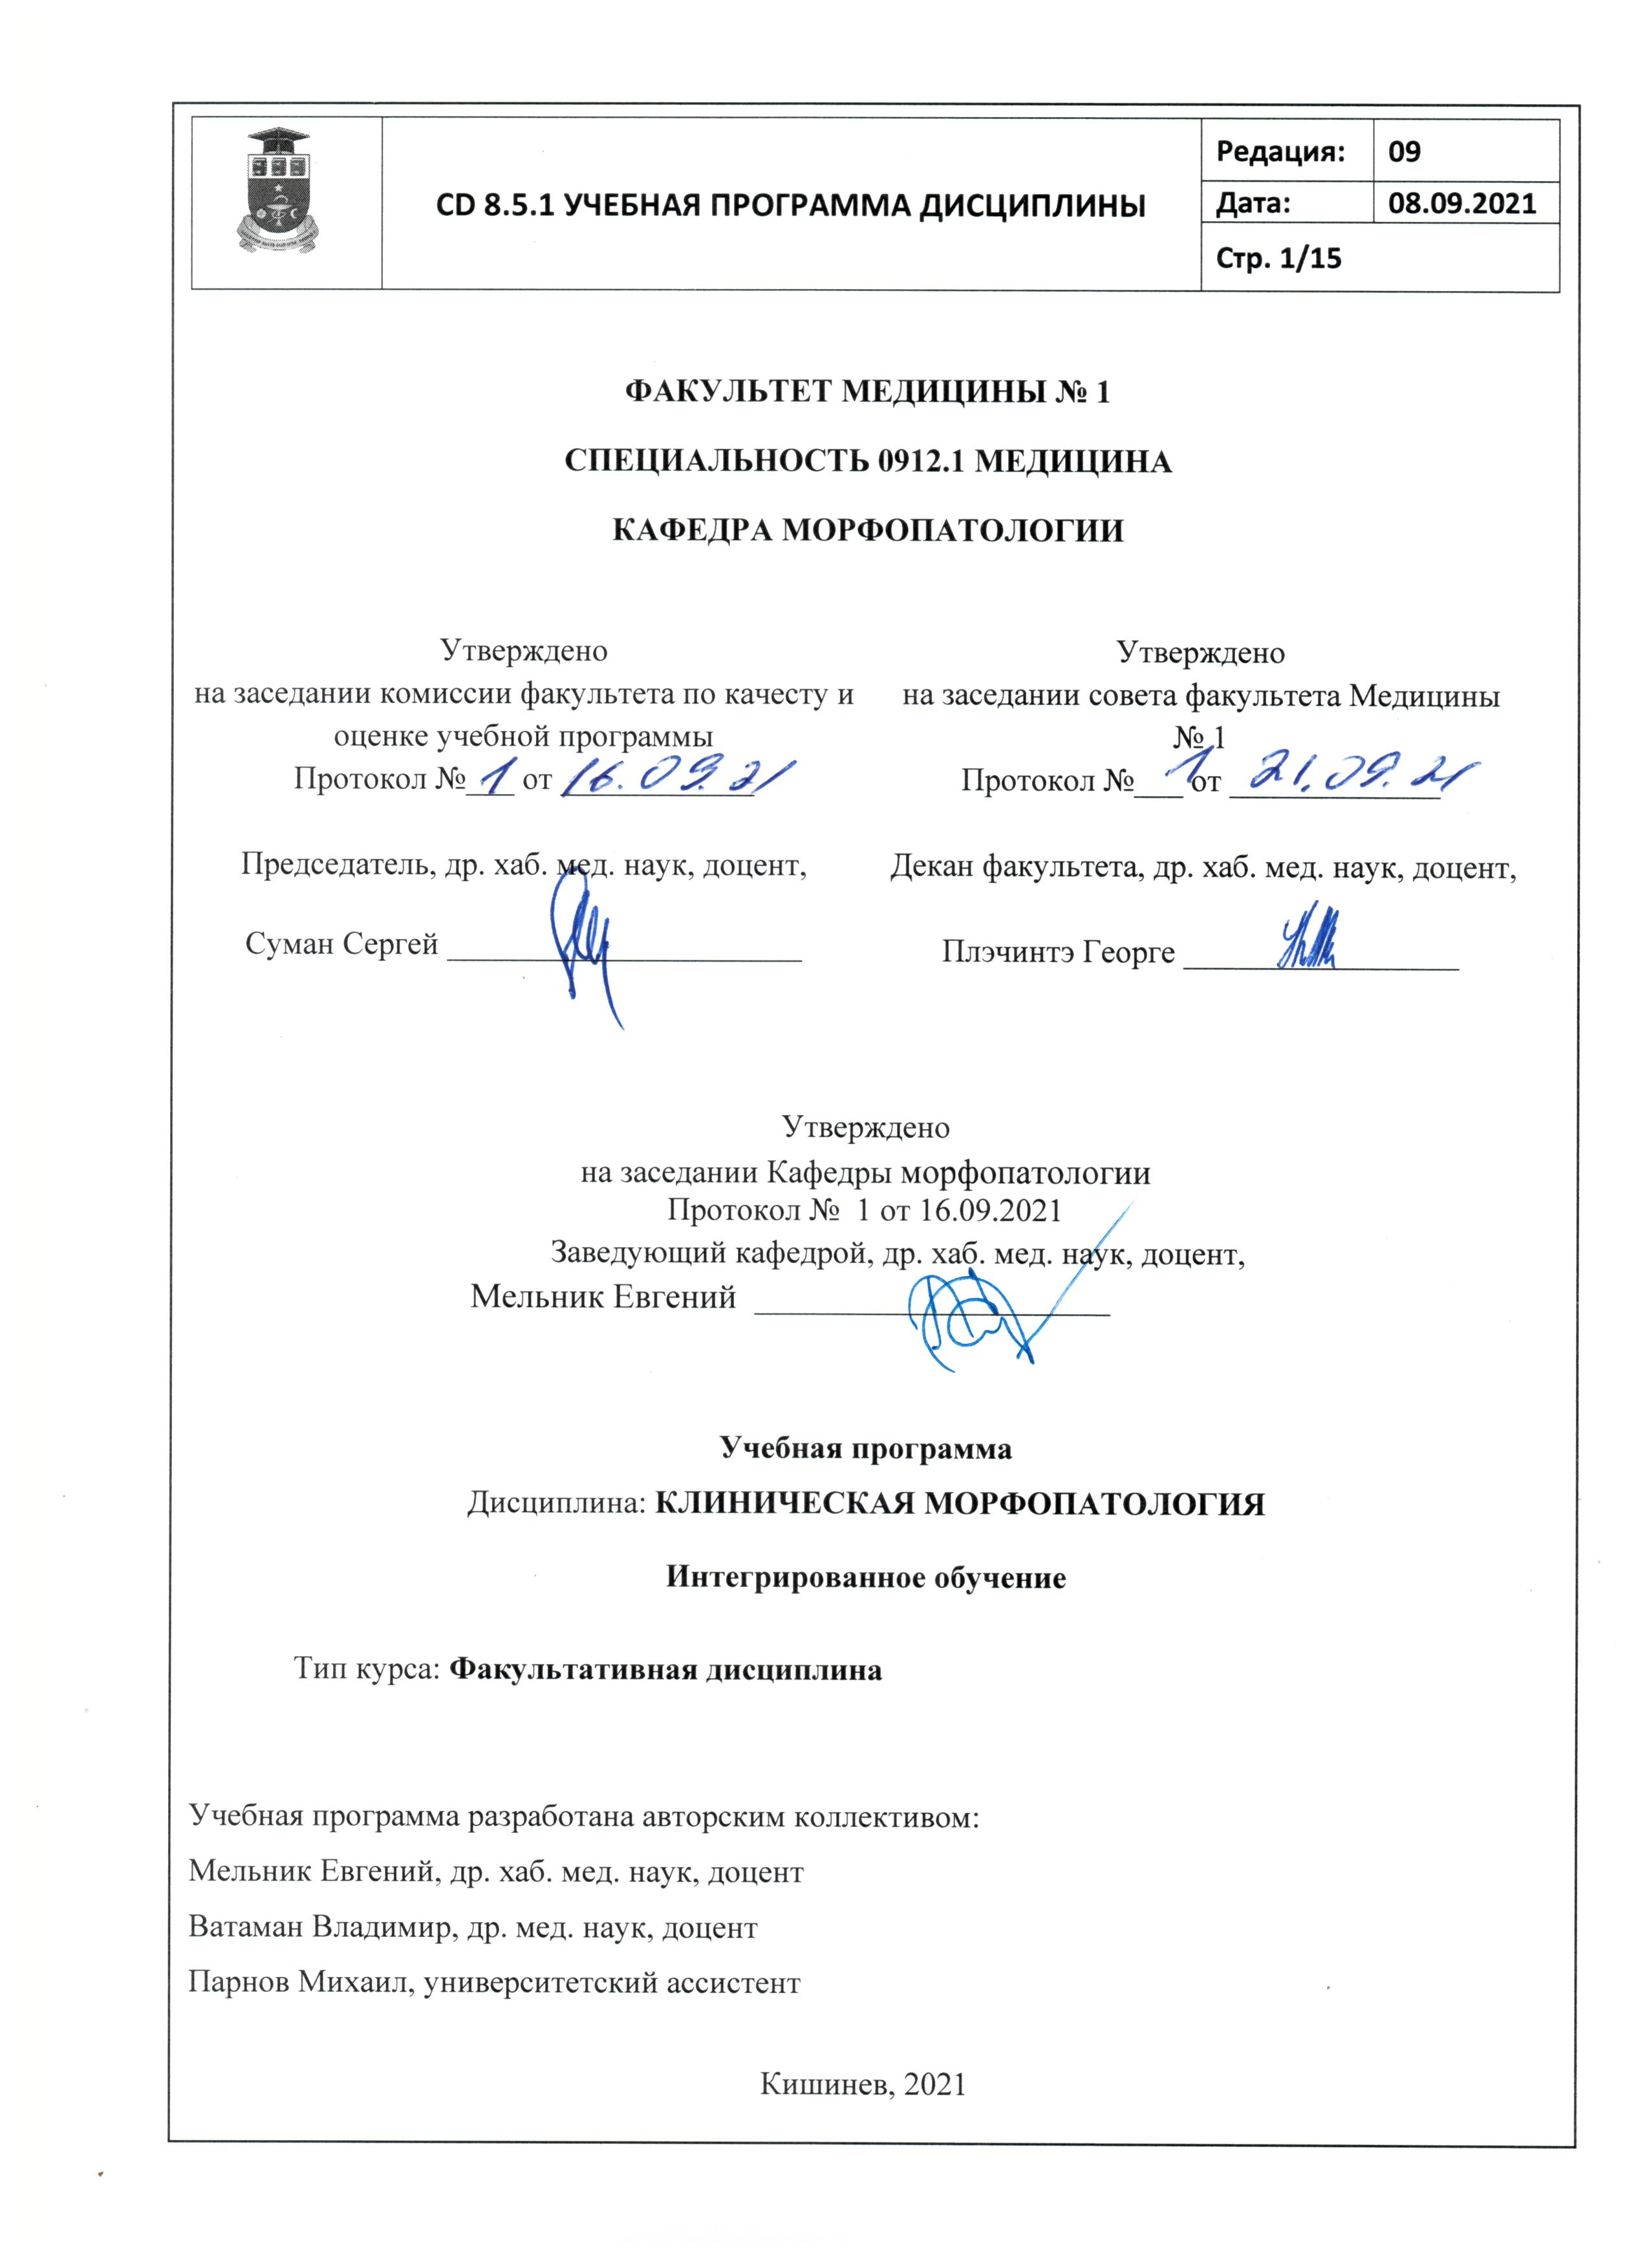 CD 8.5.1 УЧЕБНАЯ ПРОГРАММА ДИСЦИПЛИНЫ
Редация: 09
Дата: 08.09.2021
Стр. 1/15
ФАКУЛЬТЕТ МЕДИЦИНЫ № 1
СПЕЦИАЛЬНОСТЬ 0912.1 МЕДИЦИНА
КАФЕДРА МОРФОПАТОЛОГИИ
Утверждено
на заседании комиссии факультета по качесту и
оценке учебной программы
Протокол № 1 от 16.09.21
Председатель, др. хаб. мед. наук, доцент,
Суман Сергей
Утверждено
на заседании совета факультета Медицины
№ 1
Протокол № 1 от 21.09.21
Декан факультета, др. хаб. мед. наук, доцент,
Плэчинтэ Георге
Утверждено
на заседании Кафедры морфопатологии
Протокол № 1 от 16.09.2021
Заведующий кафедрой, др. хаб. мед. наук, доцент,
Мельник Евгений
Учебная программа
Дисциплина: КЛИНИЧЕСКАЯ МОРФОПАТОЛОГИЯ
Интегрированное обучение
Тип курса: Факультативная дисциплина
Учебная программа разработана авторским коллективом:
Мельник Евгений, др. хаб. мед. наук, доцент
Ватаман Владимир, др. мед. наук, доцент
Парнов Михаил, университетский ассистент
Кишинев, 2021